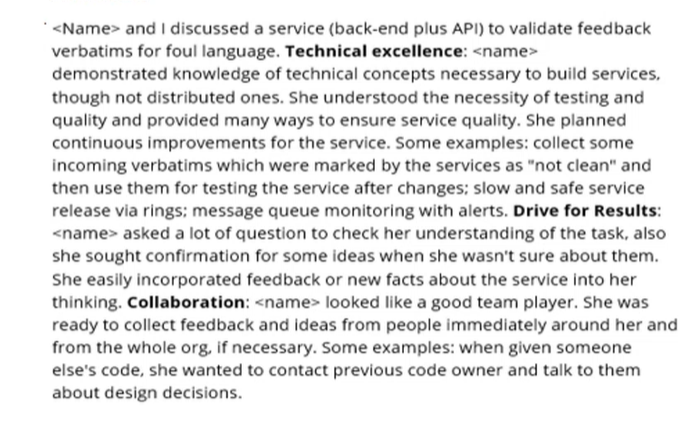 <Name> and I discussed a service (back-end plus API) to validate feedback
verbatims for foul language. Technical excellence: <name>
demonstrated knowledge of technical concepts necessary to build services,
though not distributed ones. She understood the necessity of testing and
quality and provided many ways to ensure service quality. She planned
continuous improvements for the service. Some examples: collect some
incoming verbatims which were marked by the services as "not clean" and
then use them for testing the service after changes; slow and safe service
release via rings; message queue monitoring with alerts. Drive for Results:
<name> asked a lot of question to check her understanding of the task, also
she sought confirmation for some ideas when she wasn't sure about them.
She easily incorporated feedback or new facts about the service into her
thinking. Collaboration: <name> looked like a good team player. She was
ready to collect feedback and ideas from people immediately around her and
from the whole org, if necessary. Some examples: when given someone
else's code, she wanted to contact previous code owner and talk to them
about design decisions.